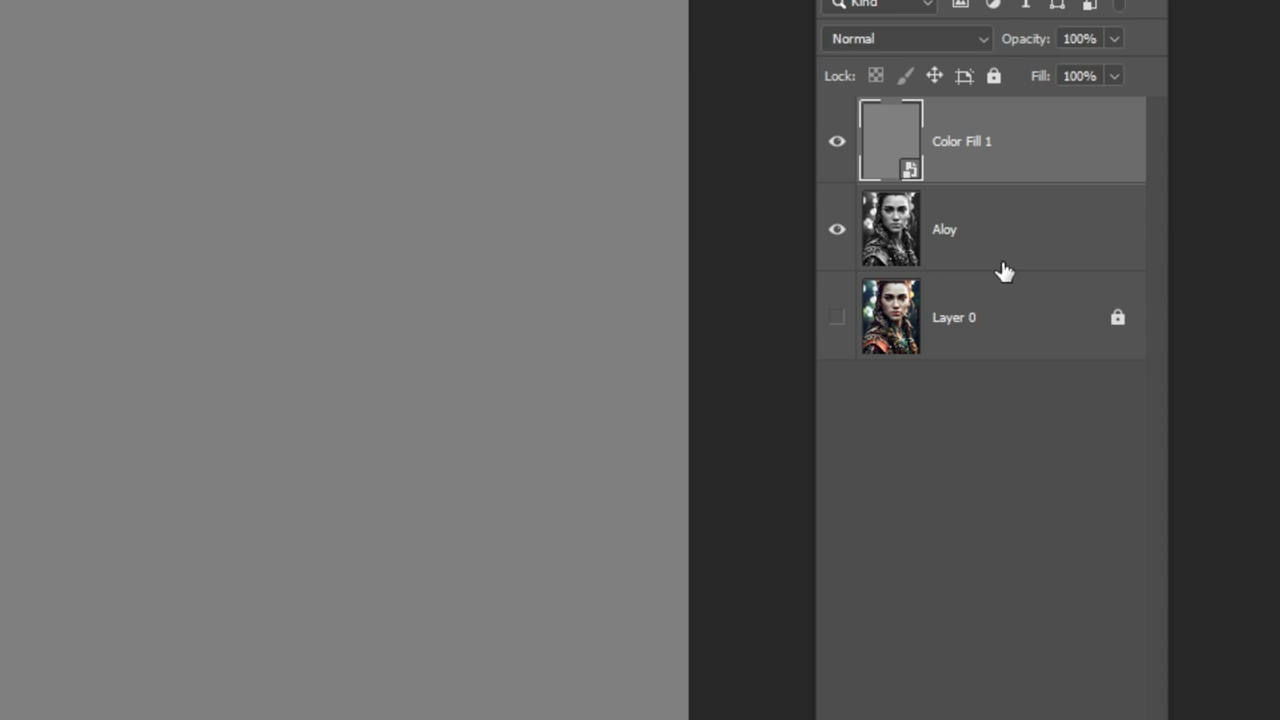 Kind
Normal Opacity: 100%
Lock: Fill: 100%
Color Fill 1
Aloy
Layer 0